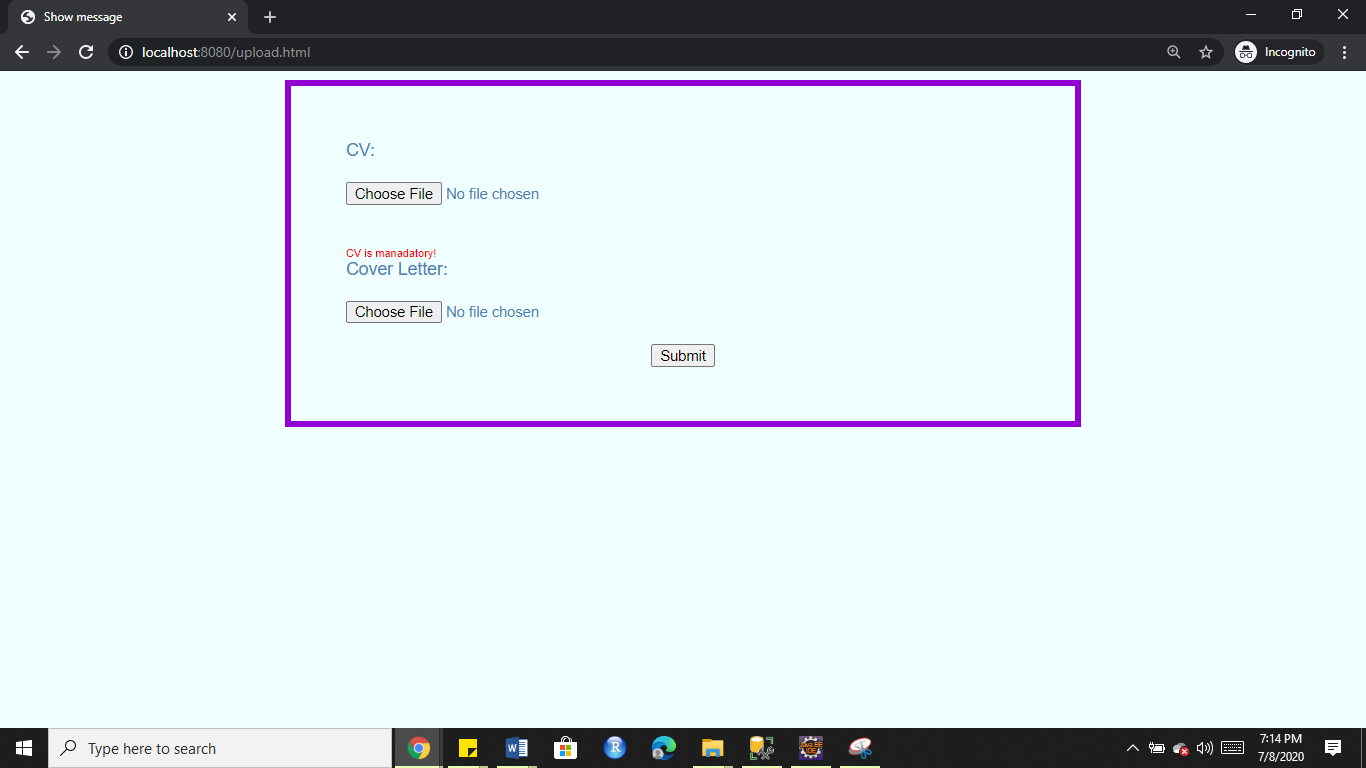 Show message
localhost:8080/upload.html
Incognito
CV:
Choose File No file chosen
CV is manadatory!
Cover Letter:
Choose File No file chosen
Submit
Type here to search
7:14 PM
7/8/2020